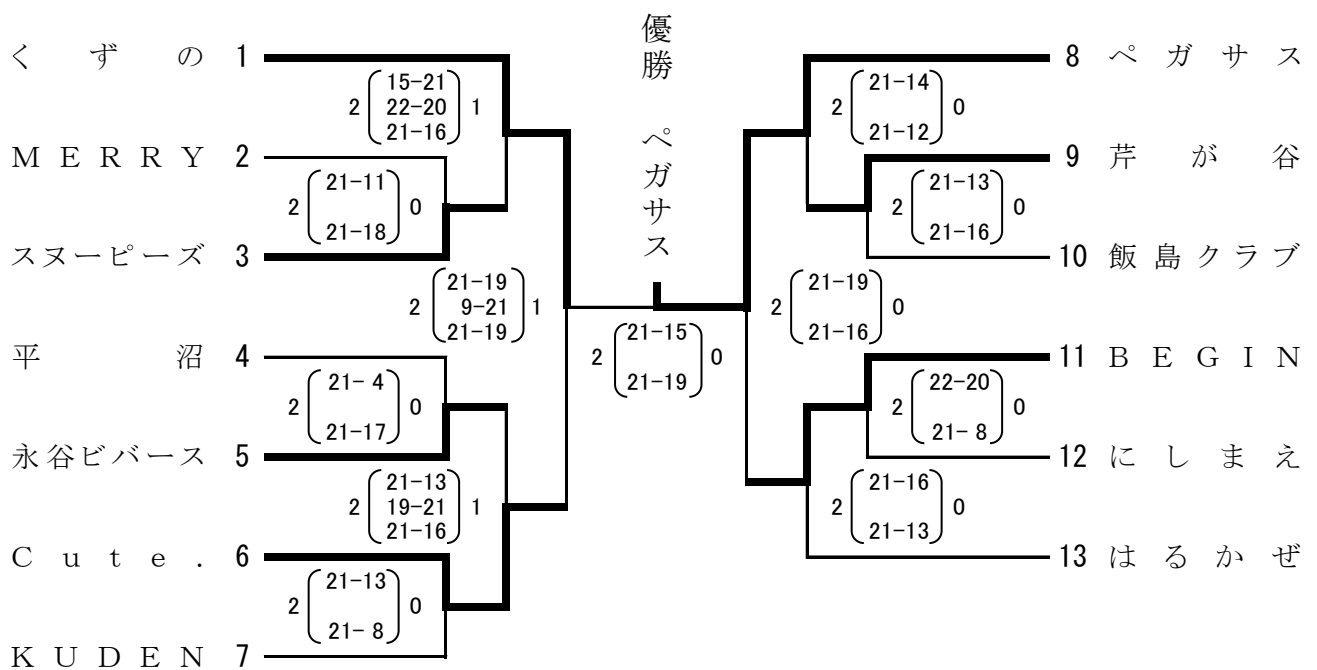 優勝 ペガサス
くずの 1
2 15-21 1
22-20
21-16
MERRY 2
2 21-11 0
21-18
スヌーピーズ 3
2 21-19 1
9-21
21-19
平沼 4
2 21- 4 0
21-17
永谷ビバース 5
2 21-13 1
19-21
21-16
Cute. 6
2 21-13 0
21- 8
KUDEN 7
2 21-15 0
21-19
8 ペガサス
2 21-14 0
21-12
9 芹が谷
2 21-13 0
21-16
10 飯島クラブ
2 21-19 0
21-16
11 BEGIN
2 22-20 0
21- 8
12 にしまえ
2 21-16 0
21-13
13 はるかぜ